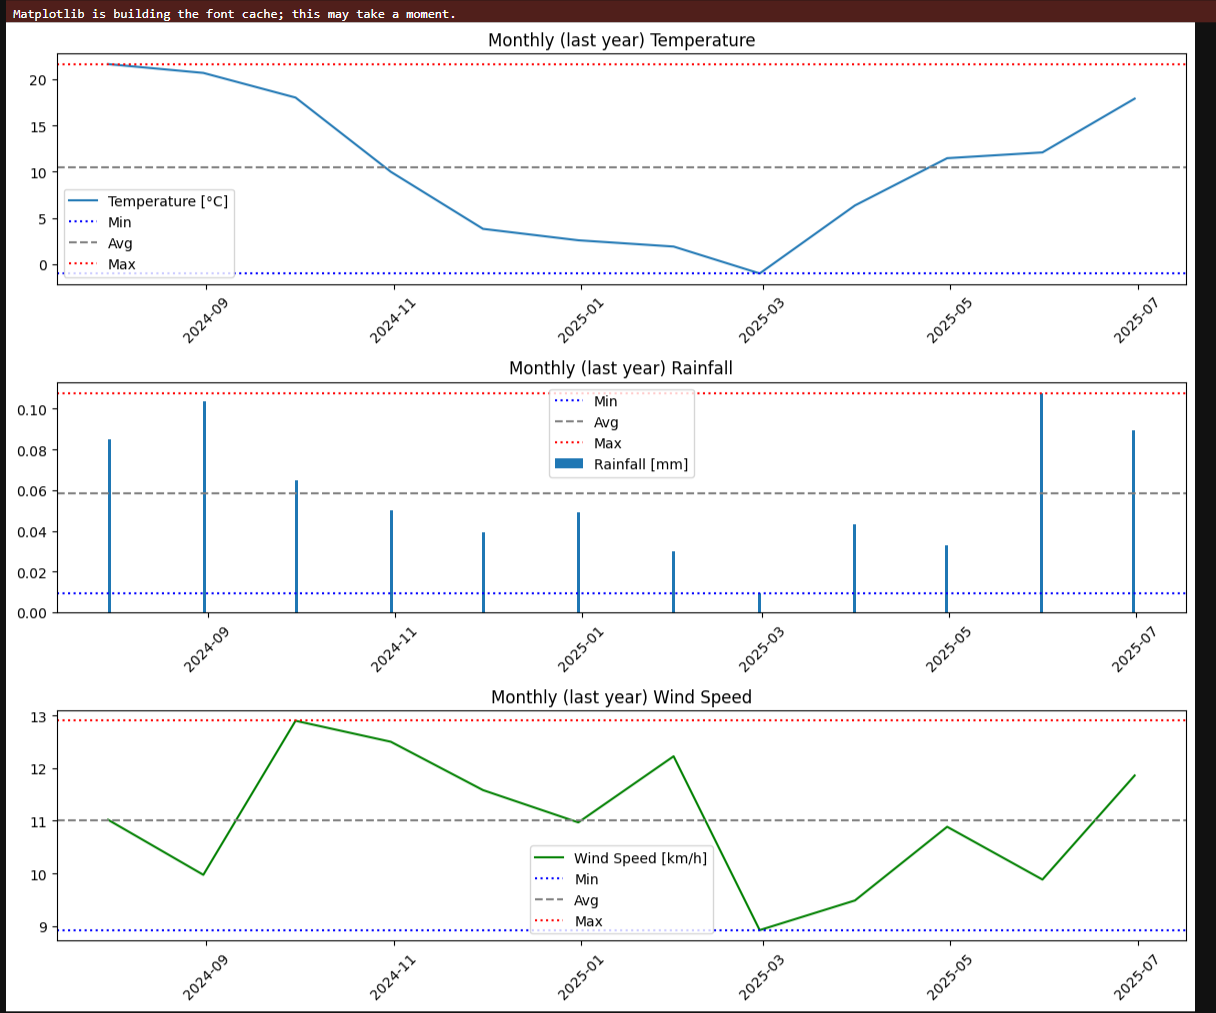 Matplotlib is building the font cache; this may take a moment.
Monthly (last year) Temperature
20
15
10
5
0
Temperature [°C]
Min
Avg
Max
2024-09
2024-11
2025-01
2025-03
2025-05
2025-07
Monthly (last year) Rainfall
0.10
0.08
0.06
0.04
0.02
0.00
Min
Avg
Max
Rainfall [mm]
2024-09
2024-11
2025-01
2025-03
2025-05
2025-07
Monthly (last year) Wind Speed
13
12
11
10
9
Wind Speed [km/h]
Min
Avg
Max
2024-09
2024-11
2025-01
2025-03
2025-05
2025-07